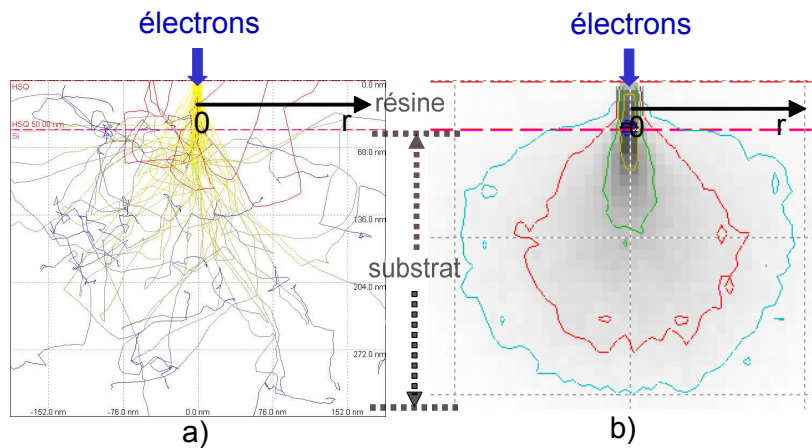 électrons
électrons
HSQ
0.0 nm
résine
0
r
0
r
HSQ 50.00 nm
Si
68.0 nm
136.0 nm
substrat
204.0 nm
272.0 nm
-152.0 nm
-76.0 nm
0.0 nm
76.0 nm
152.0 nm
a)
b)